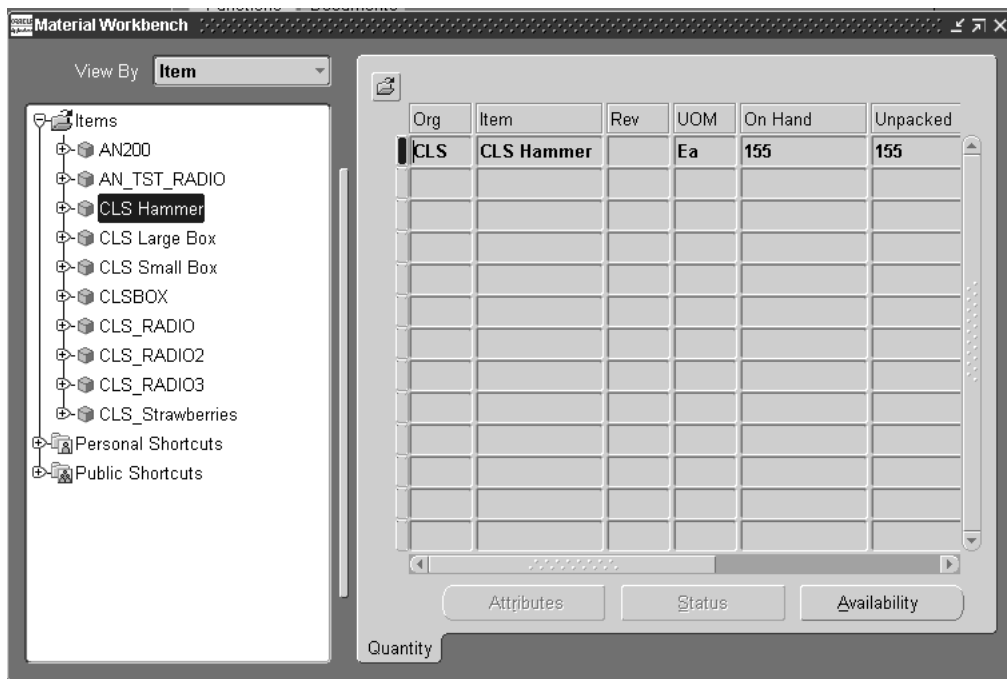 Material Workbench
View By Item
Items
AN200
AN_TST_RADIO
CLS Hammer
CLS Large Box
CLS Small Box
CLSBOX
CLS_RADIO
CLS_RADIO2
CLS_RADIO3
CLS_Strawberries
Personal Shortcuts
Public Shortcuts
Org Item Rev UOM On Hand Unpacked
CLS CLS Hammer Ea 155 155
Attributes Status Availability
Quantity